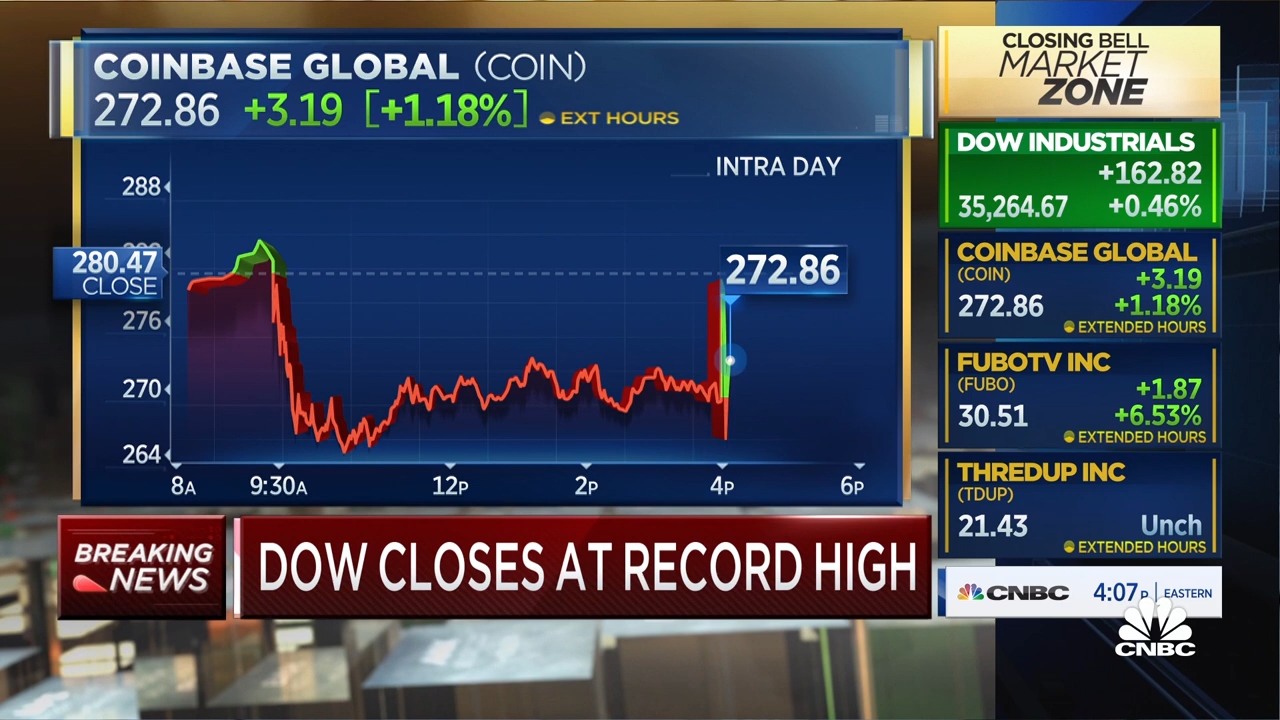 COINBASE GLOBAL (COIN)
272.86 +3.19 [+1.18%] EXT HOURS
INTRA DAY
288
280.47
CLOSE
276
270
264
272.86
8A 9:30A 12P 2P 4P 6P
BREAKING
NEWS
DOW CLOSES AT RECORD HIGH
CLOSING BELL
MARKET
ZONE
DOW INDUSTRIALS
+162.82
35,264.67 +0.46%
COINBASE GLOBAL
(COIN) +3.19
272.86 +1.18%
EXTENDED HOURS
FUBOTV INC
(FUBO) +1.87
30.51 +6.53%
EXTENDED HOURS
THREDUP INC
(TDUP)
21.43 Unch
EXTENDED HOURS
CNBC 4:07P EASTERN
CNBC